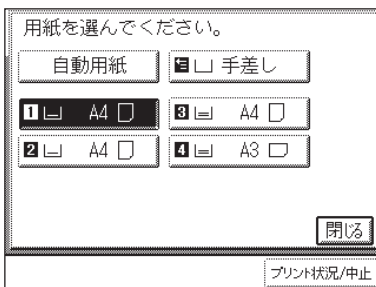 用紙を選んでください。
自動用紙 手差し
1 A4 3 A4
2 A4 4 A3
閉じる
プリント状況/中止